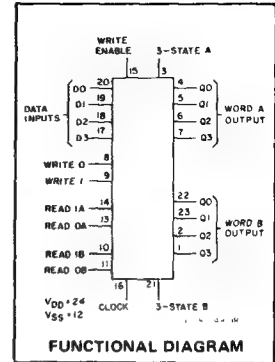 WRITE ENABLE
3-STATE A
15
3
DATA INPUTS
D0 20
D1 19
D2 18
D3 17
4 Q0
5 Q1
6 Q2
7 Q3
WORD A OUTPUT
WRITE 0 8
WRITE 1 9
READ 1A 14
READ 0A 13
READ 1B 10
READ 0B 11
22 Q0
23 Q1
2 Q2
1 Q3
WORD B OUTPUT
16
21
CLOCK
3-STATE B
VDD = 24
VSS = 12
FUNCTIONAL DIAGRAM